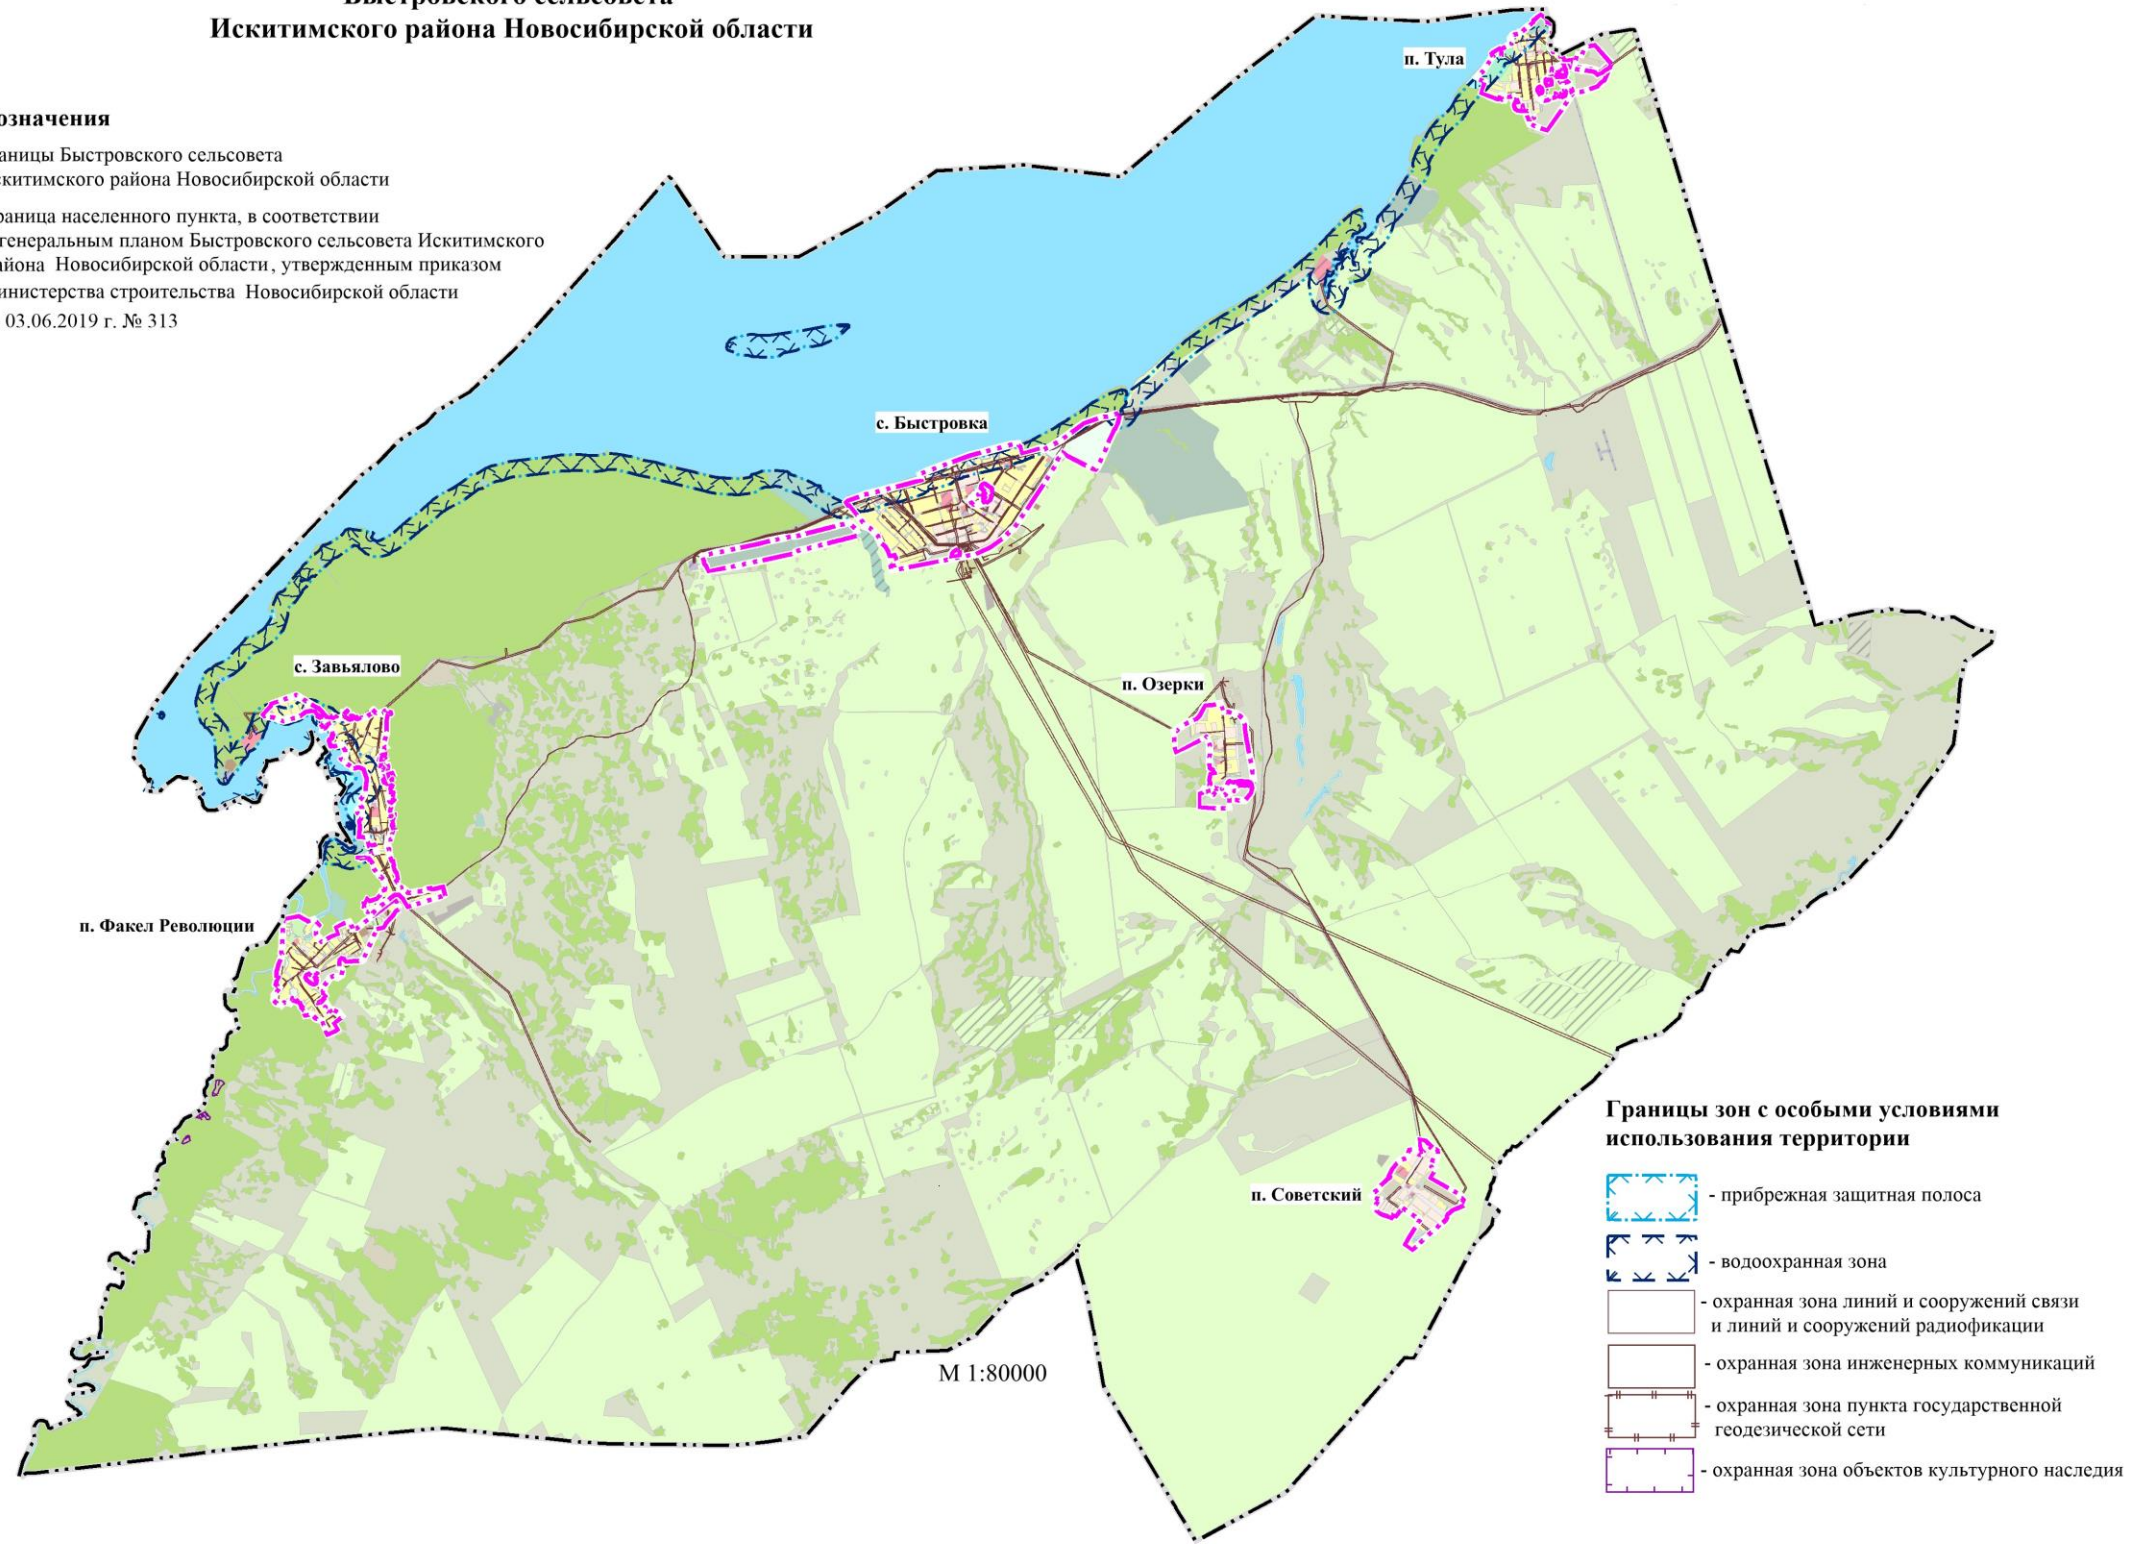 Быстровского сельсовета
Искитимского района Новосибирской области
означения
аницы Быстровского сельсовета
скитимского района Новосибирской области
раница населенного пункта, в соответствии
генеральным планом Быстровского сельсовета Искитимского
айона Новосибирской области, утвержденным приказом
инистерства строительства Новосибирской области
03.06.2019 г. № 313
п. Тула
с. Быстровка
с. Завьялово
п. Озерки
п. Факел Революции
п. Советский
М 1:80000
Границы зон с особыми условиями
использования территории
- прибрежная защитная полоса
- водоохранная зона
- охранная зона линий и сооружений связи
и линий и сооружений радиофикации
- охранная зона инженерных коммуникаций
- охранная зона пункта государственной
геодезической сети
- охранная зона объектов культурного наследия